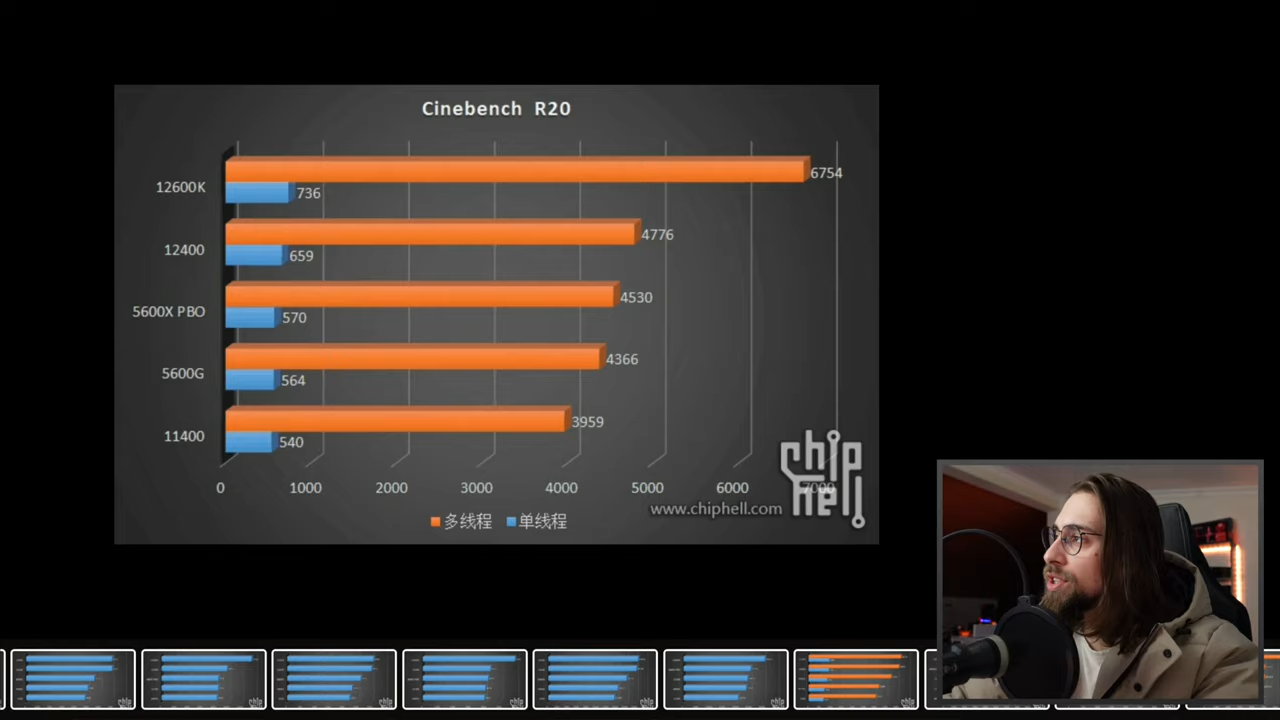 Cinebench R20
12600K
6754
736
12400
4776
659
5600X PBO
4530
570
5600G
4366
564
11400
3959
540
0 1000 2000 3000 4000 5000 6000 7000
多线程 单线程
www.chiphell.com
chip
hell